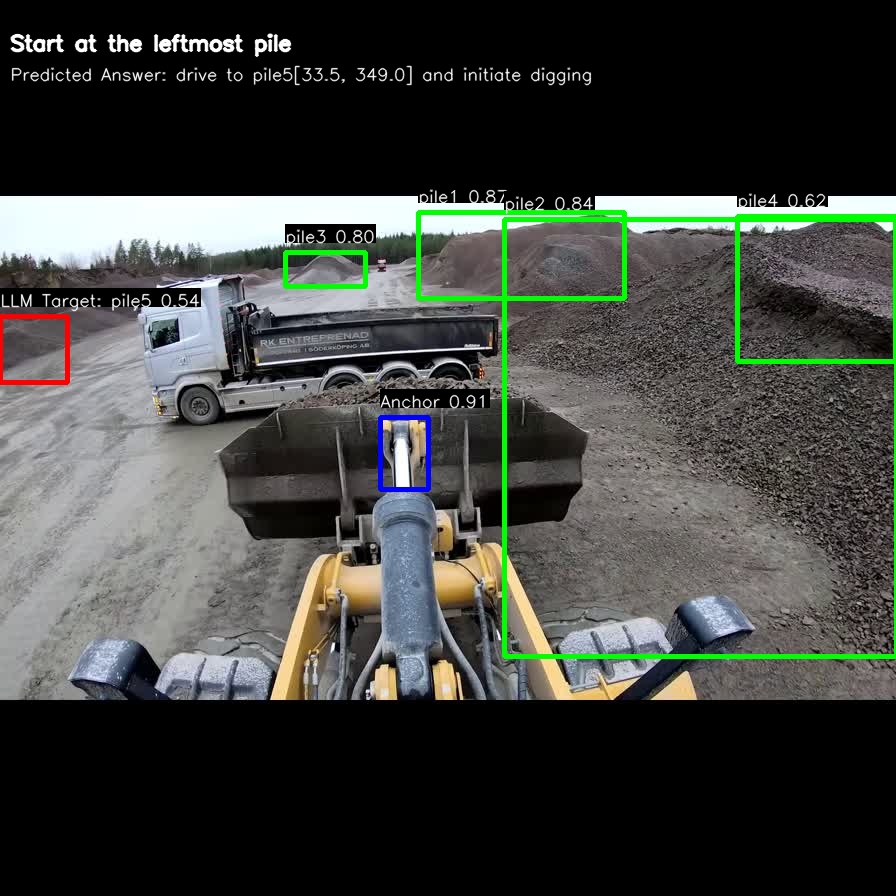 Start at the leftmost pile
Predicted Answer: drive to pile5[33.5, 349.0] and initiate digging
pile1 0.87
pile2 0.84
pile4 0.62
pile3 0.80
LLM Target: pile5 0.54
RK ENTREPRENAD
I SÖDERKÖPING AB
Anchor 0.91